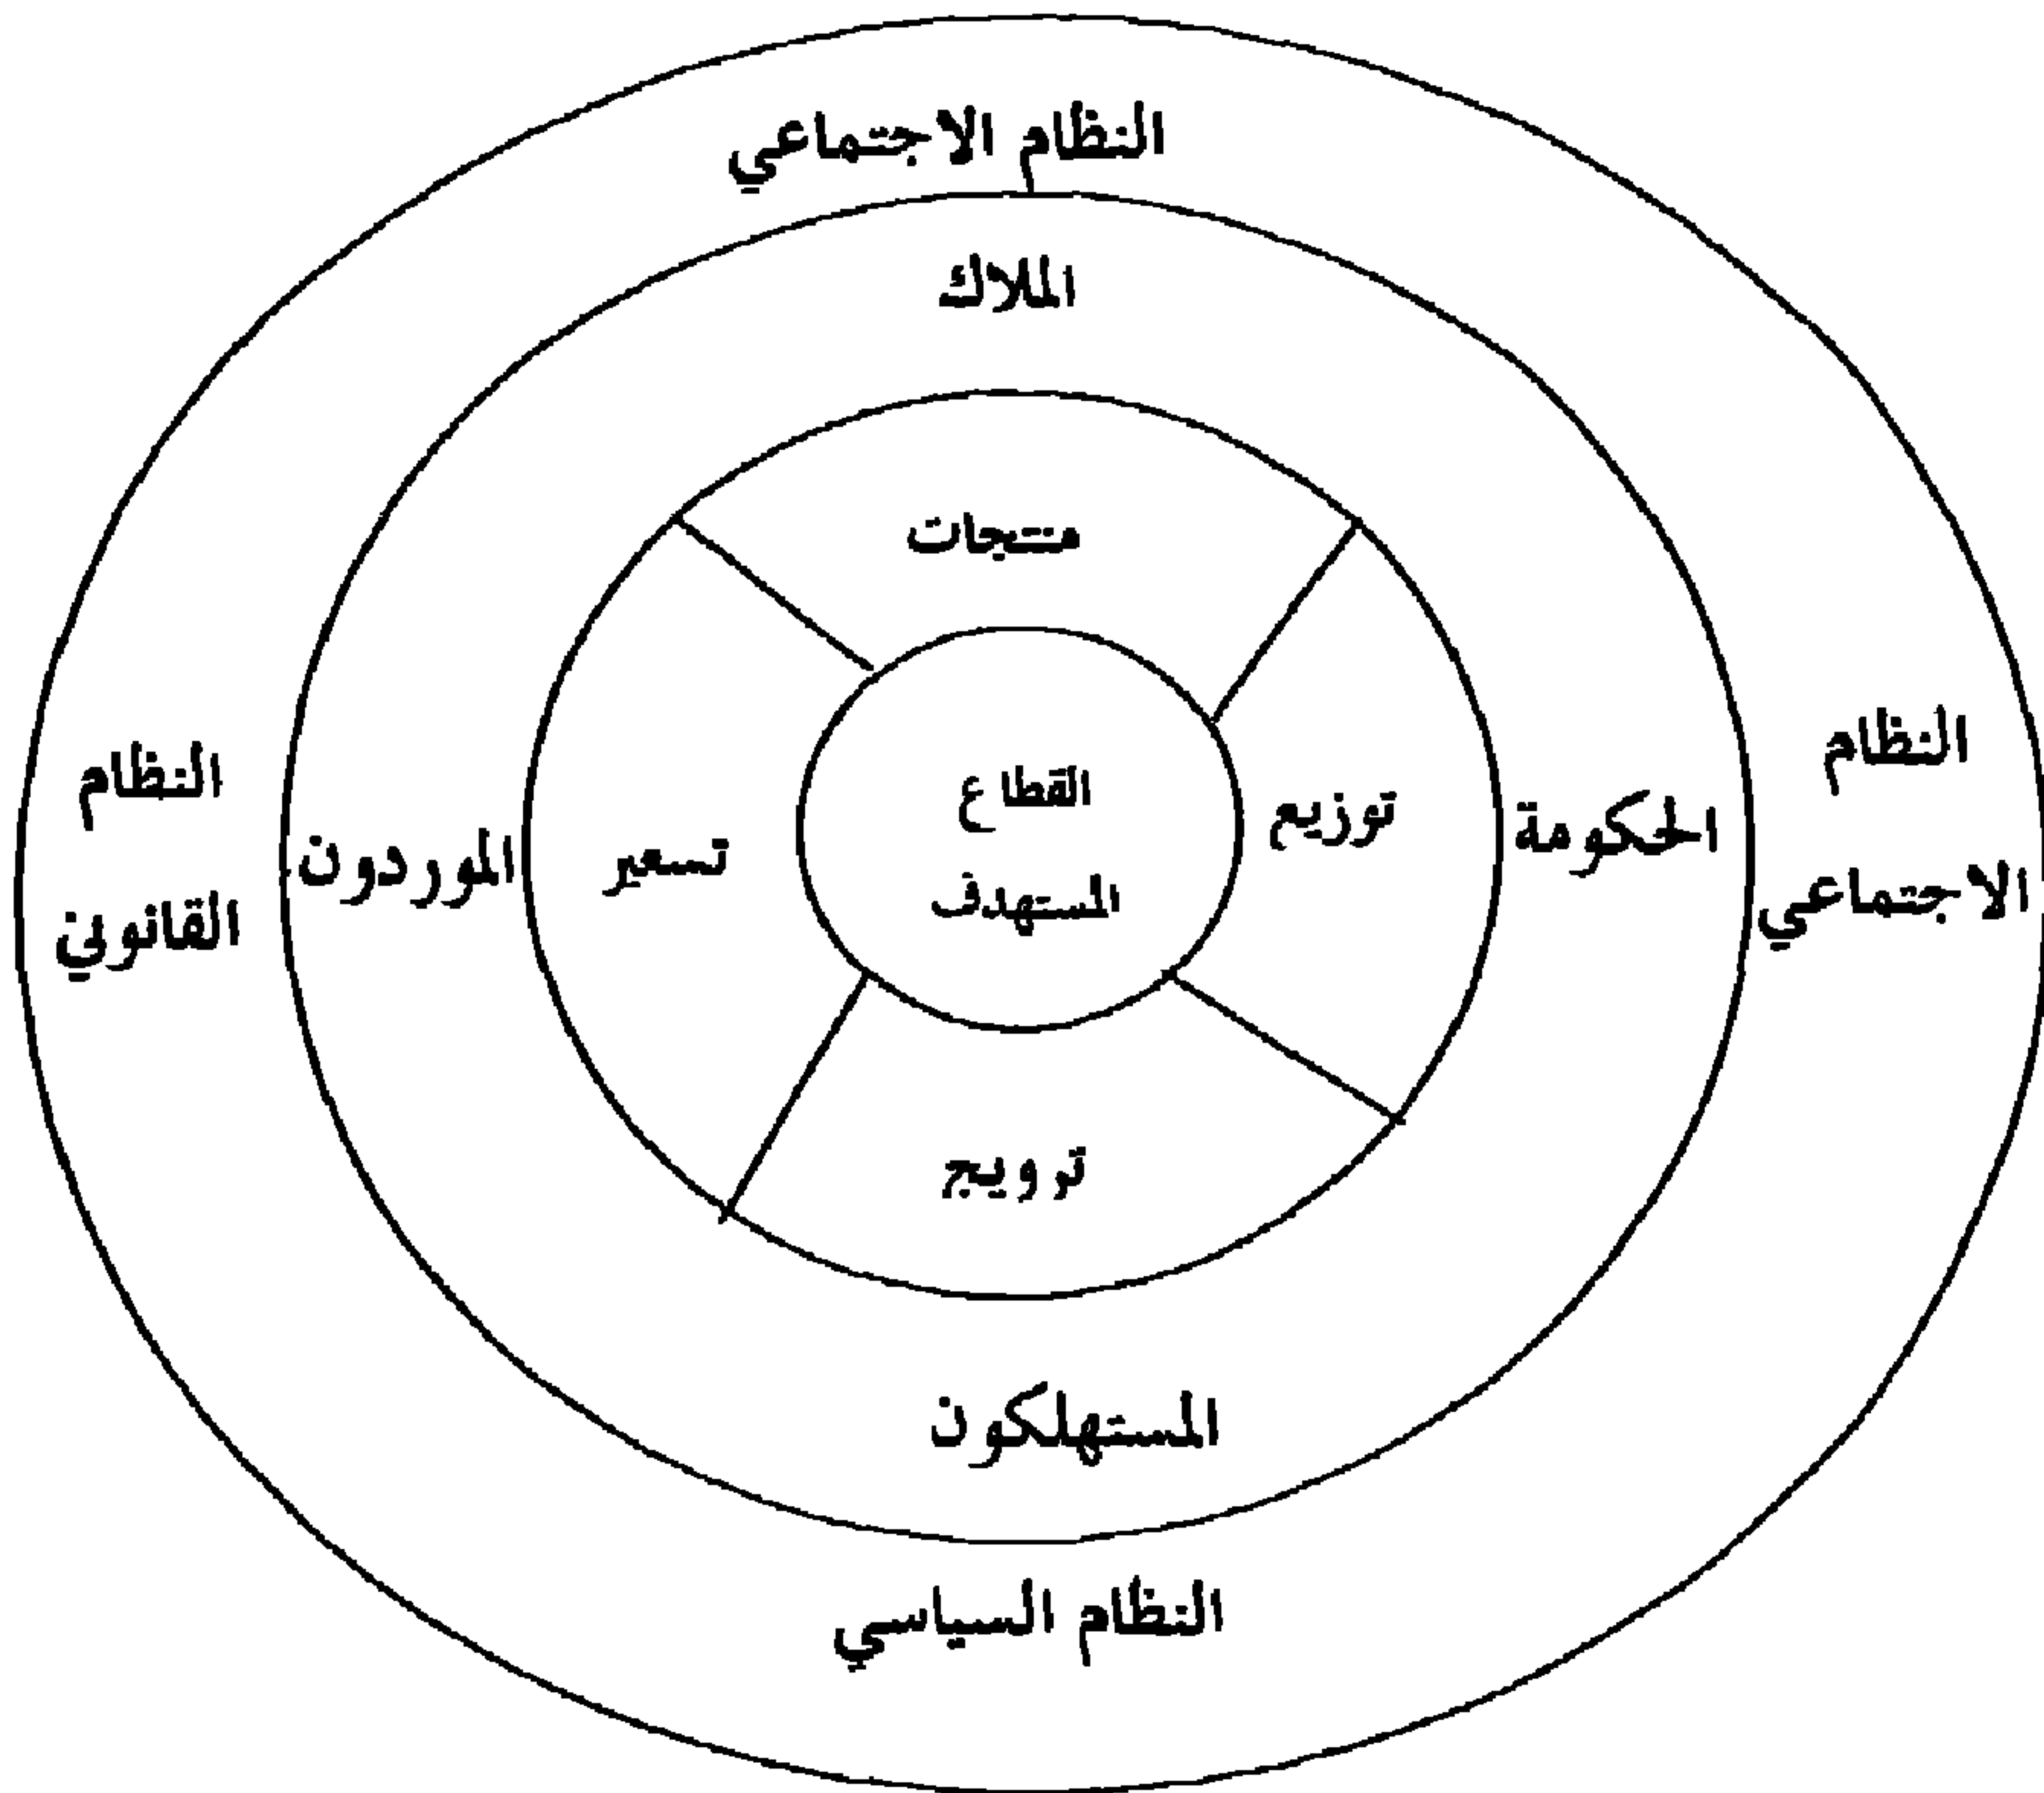 النظام الاجتماعي
الملاك
منتجات
النظام
الاجتماعي
الحكومة
توزيع
القطاع
المستهدف
تسعير
الموردون
النظام
القانوني
ترويج
المستهلكون
النظام السياسي